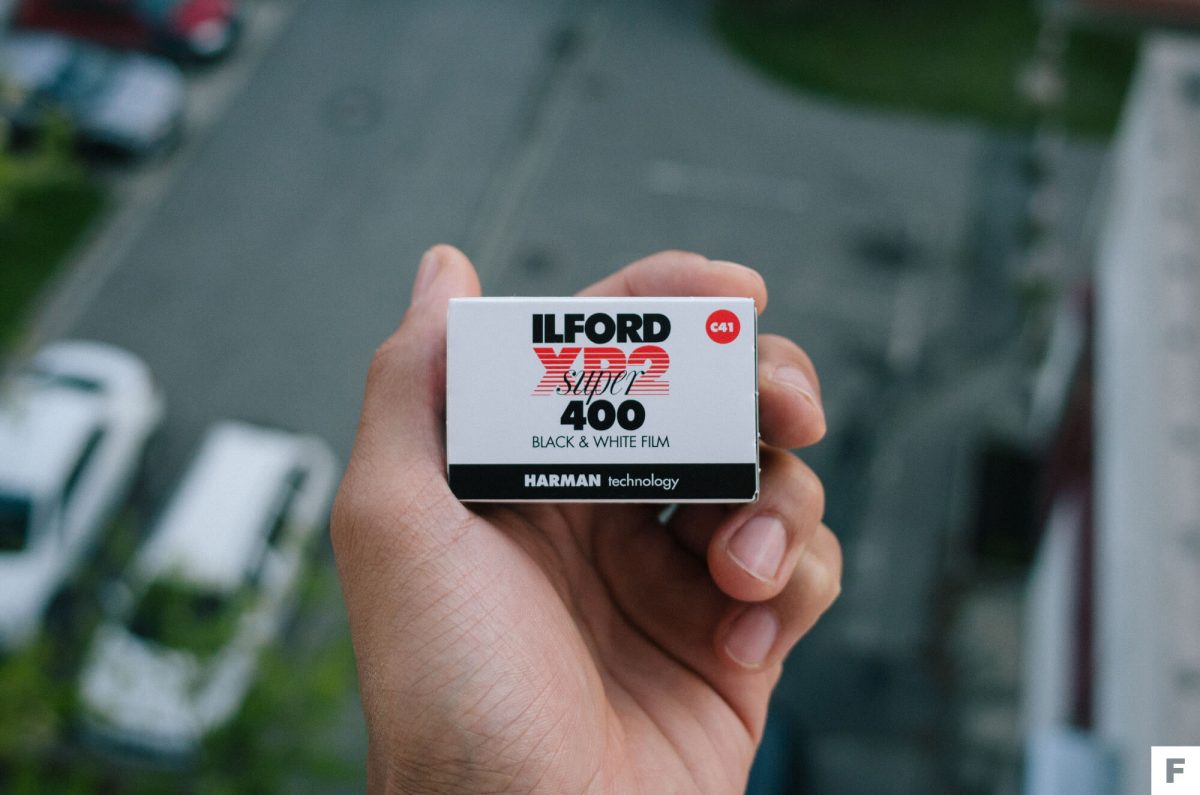 ILFORD
C41
XP2
super
400
BLACK & WHITE FILM
HARMAN technology
F